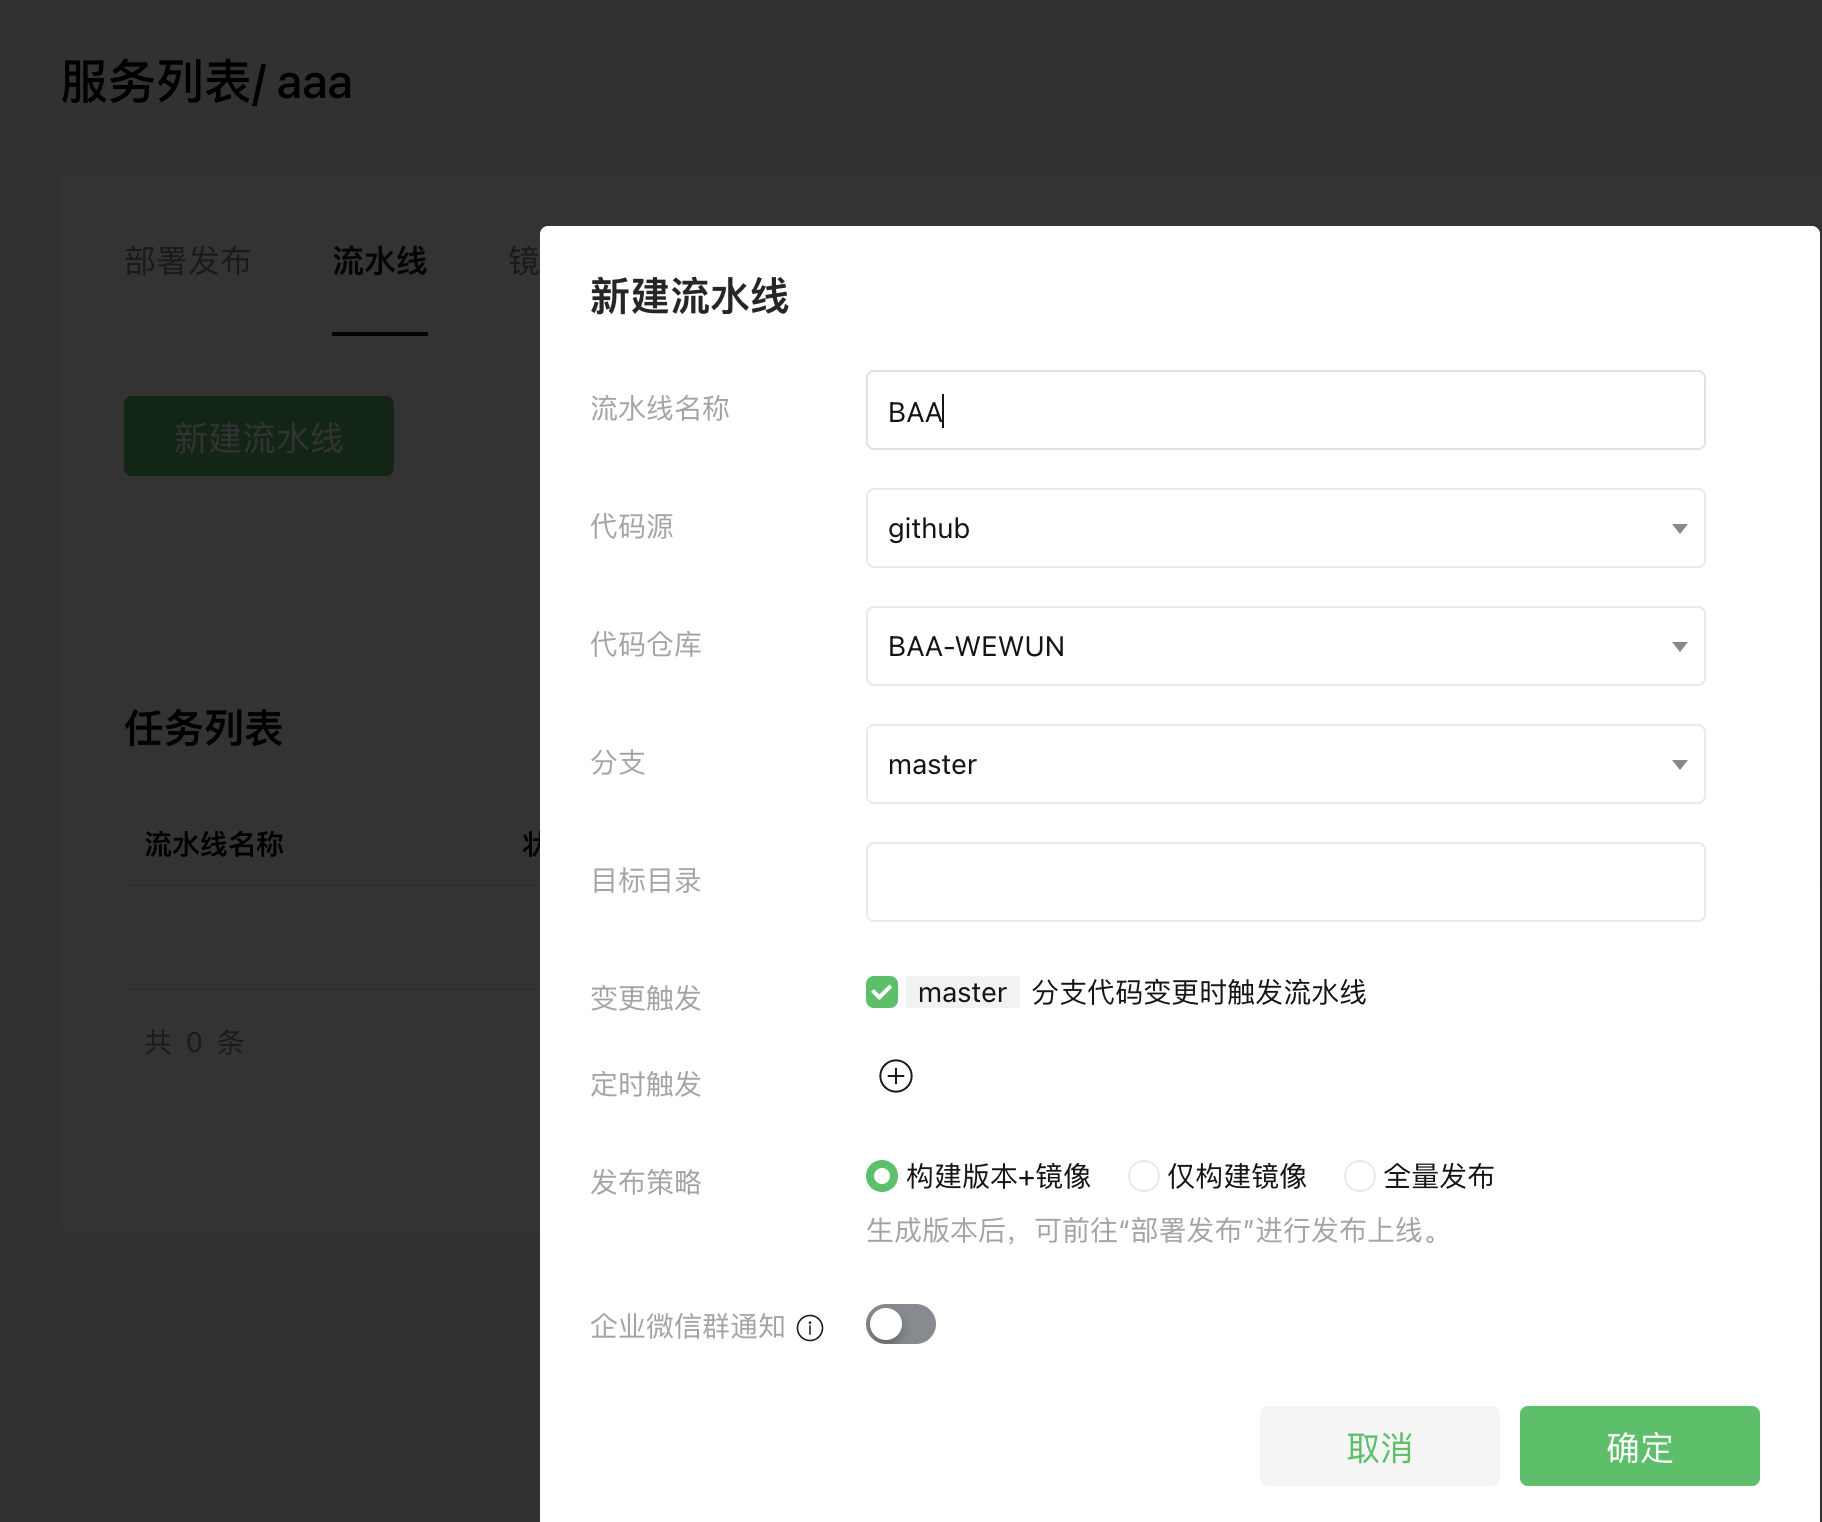 服务列表/ aaa
部署发布 流水线 镜
新建流水线
任务列表
流水线名称 状
共 0 条
新建流水线
流水线名称 BAA
代码源 github
代码仓库 BAA-WEWUN
分支 master
目标目录
变更触发 master 分支代码变更时触发流水线
定时触发
发布策略 构建版本+镜像 仅构建镜像 全量发布
生成版本后，可前往“部署发布”进行发布上线。
企业微信群通知
取消 确定